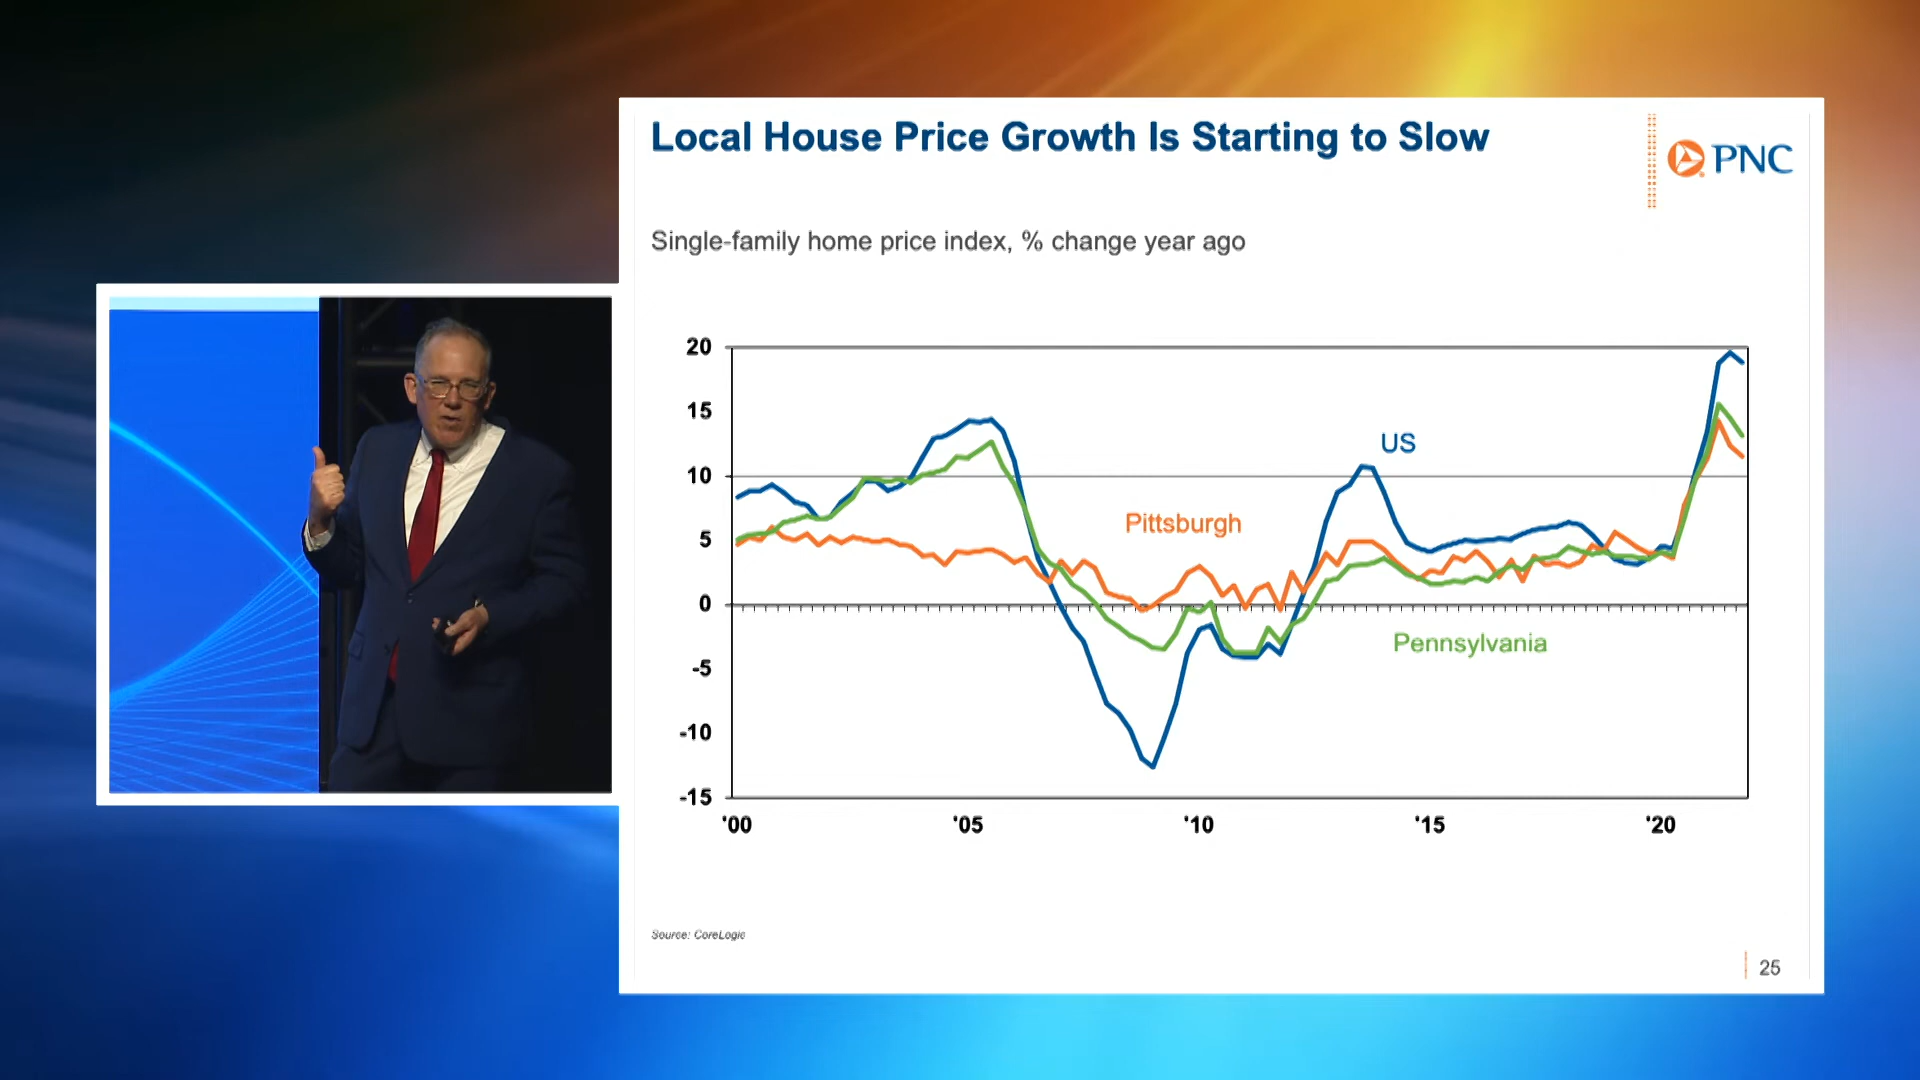 Local House Price Growth Is Starting to Slow
PNC
Single-family home price index, % change year ago
20
15
10
5
0
-5
-10
-15
US
Pittsburgh
Pennsylvania
'00 '05 '10 '15 '20
Source: CoreLogic
25